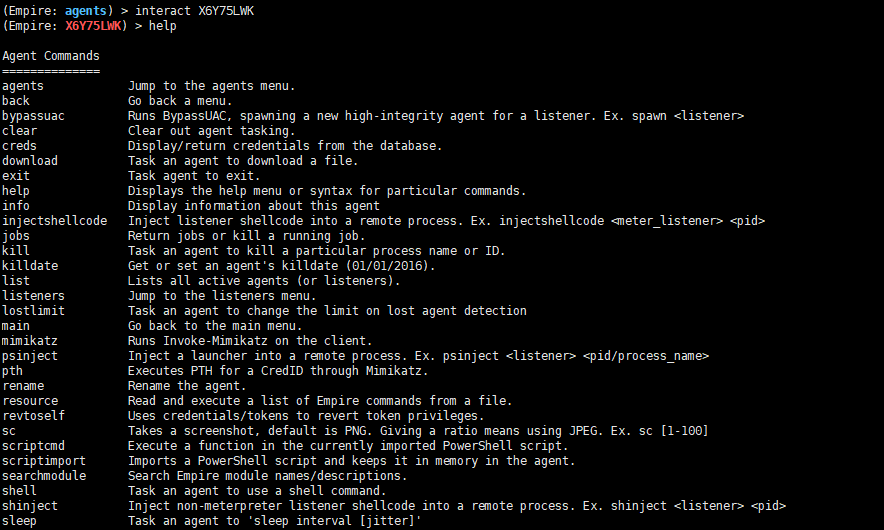 (Empire: agents) > interact X6Y75LWK
(Empire: X6Y75LWK) > help
Agent Commands
==============
agents Jump to the agents menu.
back Go back a menu.
bypassuac Runs BypassUAC, spawning a new high-integrity agent for a listener. Ex. spawn <listener>
clear Clear out agent tasking.
creds Display/return credentials from the database.
download Task an agent to download a file.
exit Task agent to exit.
help Displays the help menu or syntax for particular commands.
info Display information about this agent
injectshellcode Inject listener shellcode into a remote process. Ex. injectshellcode <meter_listener> <pid>
jobs Return jobs or kill a running job.
kill Task an agent to kill a particular process name or ID.
killdate Get or set an agent's killdate (01/01/2016).
list Lists all active agents (or listeners).
listeners Jump to the listeners menu.
lostlimit Task an agent to change the limit on lost agent detection
main Go back to the main menu.
mimikatz Runs Invoke-Mimikatz on the client.
psinject Inject a launcher into a remote process. Ex. psinject <listener> <pid/process_name>
pth Executes PTH for a CredID through Mimikatz.
rename Rename the agent.
resource Read and execute a list of Empire commands from a file.
revtoself Uses credentials/tokens to revert token privileges.
sc Takes a screenshot, default is PNG. Giving a ratio means using JPEG. Ex. sc [1-100]
scriptcmd Execute a function in the currently imported PowerShell script.
scriptimport Imports a PowerShell script and keeps it in memory in the agent.
searchmodule Search Empire module names/descriptions.
shell Task an agent to use a shell command.
shinject Inject non-meterpreter listener shellcode into a remote process. Ex. shinject <listener> <pid>
sleep Task an agent to 'sleep interval [jitter]'